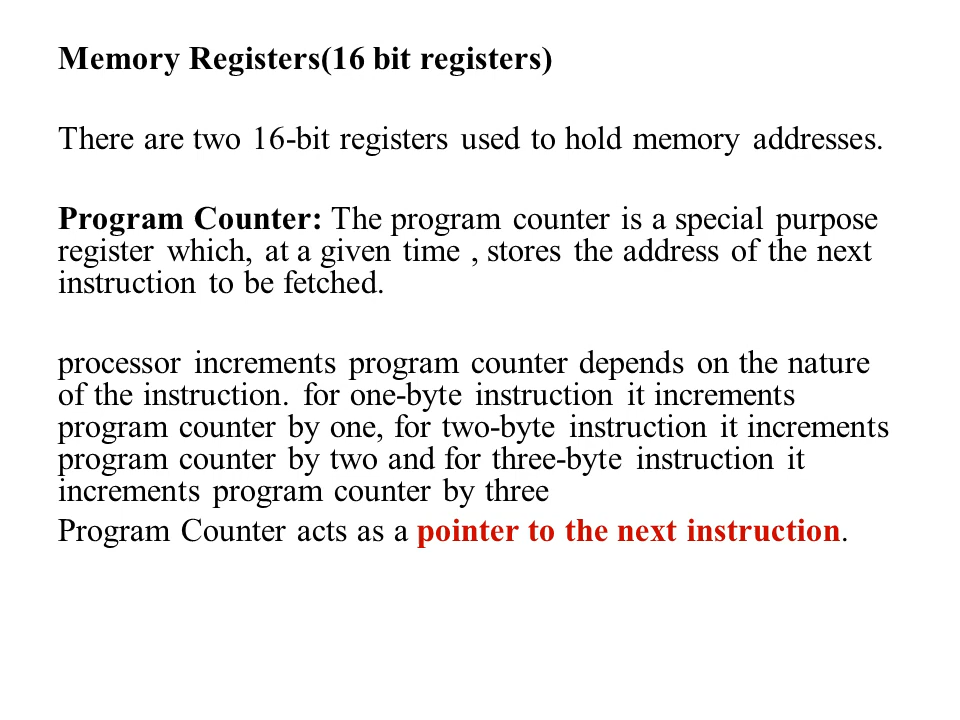 Memory Registers(16 bit registers)
There are two 16-bit registers used to hold memory addresses.
Program Counter: The program counter is a special purpose
register which, at a given time , stores the address of the next
instruction to be fetched.
processor increments program counter depends on the nature
of the instruction. for one-byte instruction it increments
program counter by one, for two-byte instruction it increments
program counter by two and for three-byte instruction it
increments program counter by three
Program Counter acts as a pointer to the next instruction.